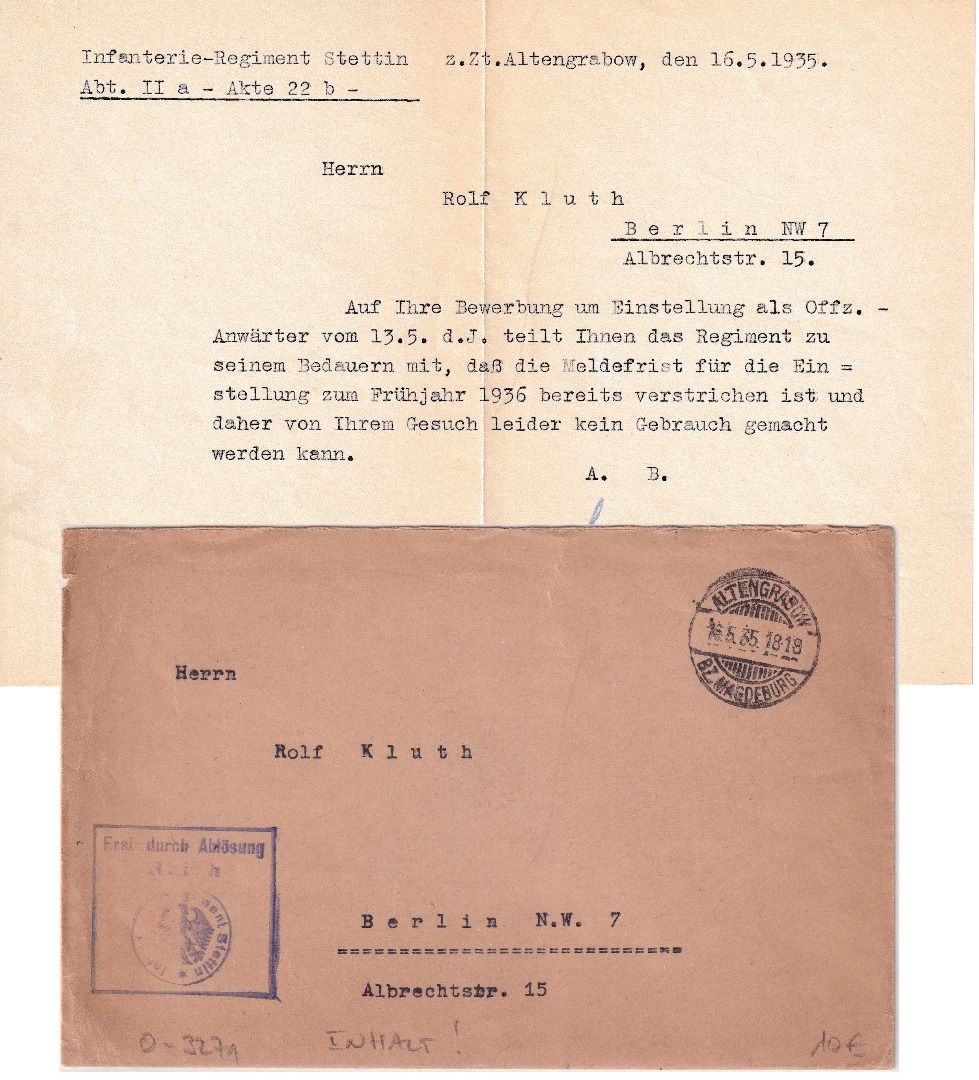 Infanterie-Regiment Stettin z.Zt.Altengrabow, den 16.5.1935.
Abt. II a - Akte 22 b -
Herrn
Rolf K l u t h
B e r l i n NW 7
Albrechtstr. 15.
Auf Ihre Bewerbung um Einstellung als Offz. -
Anwärter vom 13.5. d.J. teilt Ihnen das Regiment zu
seinem Bedauern mit, daß die Meldefrist für die Ein =
stellung zum Frühjahr 1936 bereits verstrichen ist und
daher von Ihrem Gesuch leider kein Gebrauch gemacht
werden kann.
A. B.
ALTENGRABOW
16.5.35. 18-19
BZ. MAGDEBURG
Herrn
Rolf K l u t h
Frei durch Ablösung
Reich
Stettin
B e r l i n N.W. 7
Albrechtstr. 15
INHALT!
10€